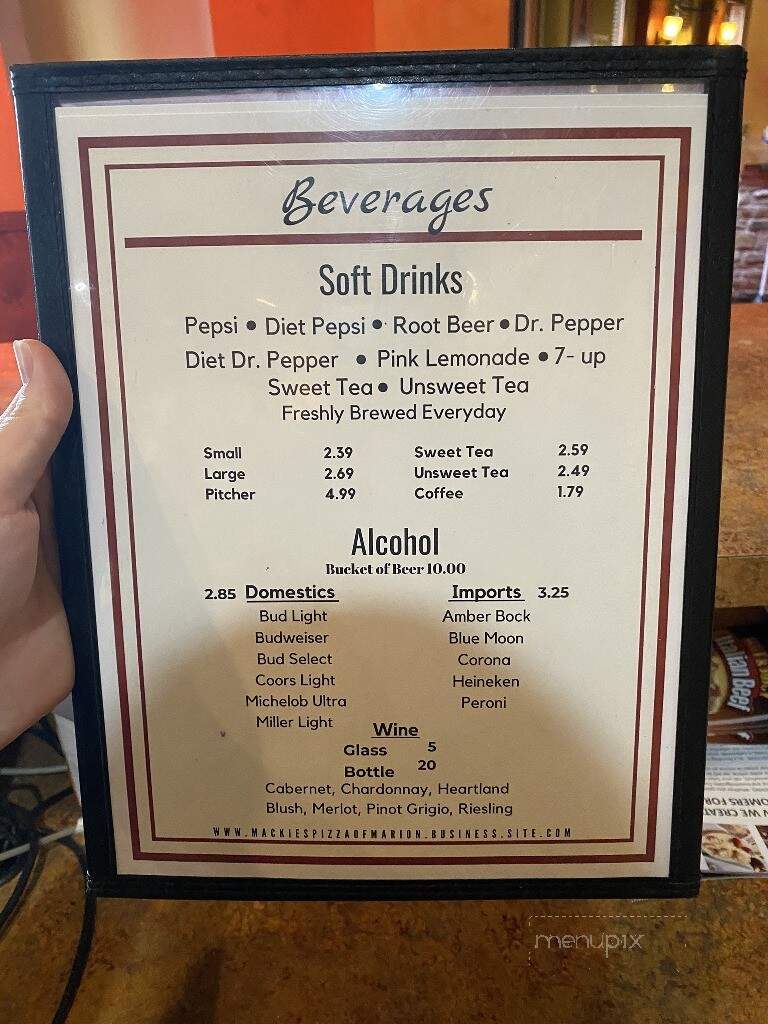 Beverages
Soft Drinks
Pepsi • Diet Pepsi • Root Beer • Dr. Pepper
Diet Dr. Pepper • Pink Lemonade • 7- up
Sweet Tea • Unsweet Tea
Freshly Brewed Everyday
Small 2.39 Sweet Tea 2.59
Large 2.69 Unsweet Tea 2.49
Pitcher 4.99 Coffee 1.79
Alcohol
Bucket of Beer 10.00
2.85 Domestics Imports 3.25
Bud Light Amber Bock
Budweiser Blue Moon
Bud Select Corona
Coors Light Heineken
Michelob Ultra Peroni
Miller Light
Wine
Glass 5
Bottle 20
Cabernet, Chardonnay, Heartland
Blush, Merlot, Pinot Grigio, Riesling
WWW.MACKIESPIZZAOFMARION.BUSINESS.SITE.COM
Beef
menupix